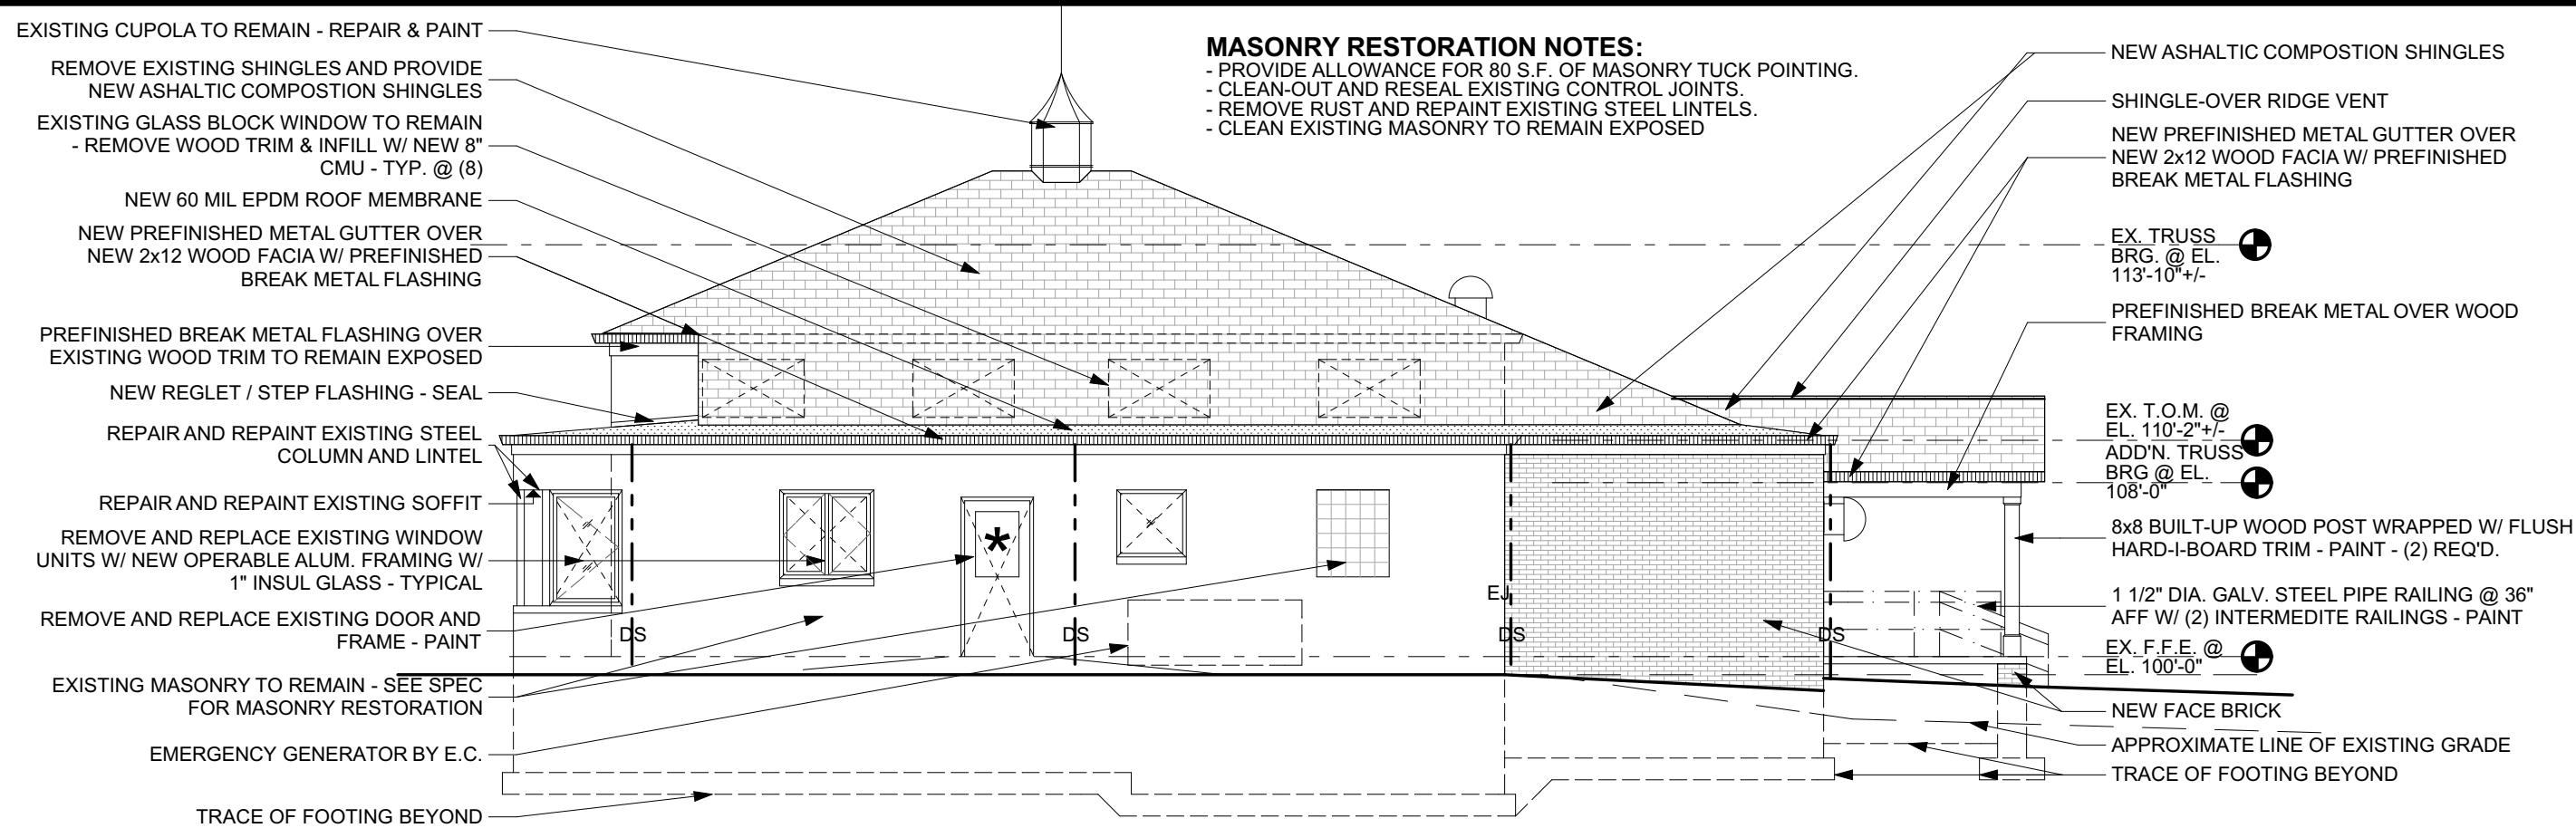 EXISTING CUPOLA TO REMAIN - REPAIR & PAINT
REMOVE EXISTING SHINGLES AND PROVIDE
NEW ASHALTIC COMPOSTION SHINGLES
EXISTING GLASS BLOCK WINDOW TO REMAIN
- REMOVE WOOD TRIM & INFILL W/ NEW 8"
CMU - TYP. @ (8)
NEW 60 MIL EPDM ROOF MEMBRANE
NEW PREFINISHED METAL GUTTER OVER
NEW 2x12 WOOD FACIA W/ PREFINISHED
BREAK METAL FLASHING
PREFINISHED BREAK METAL FLASHING OVER
EXISTING WOOD TRIM TO REMAIN EXPOSED
NEW REGLET / STEP FLASHING - SEAL
REPAIR AND REPAINT EXISTING STEEL
COLUMN AND LINTEL
REPAIR AND REPAINT EXISTING SOFFIT
REMOVE AND REPLACE EXISTING WINDOW
UNITS W/ NEW OPERABLE ALUM. FRAMING W/
1" INSUL GLASS - TYPICAL
REMOVE AND REPLACE EXISTING DOOR AND
FRAME - PAINT
EXISTING MASONRY TO REMAIN - SEE SPEC
FOR MASONRY RESTORATION
EMERGENCY GENERATOR BY E.C.
TRACE OF FOOTING BEYOND
MASONRY RESTORATION NOTES:
- PROVIDE ALLOWANCE FOR 80 S.F. OF MASONRY TUCK POINTING.
- CLEAN-OUT AND RESEAL EXISTING CONTROL JOINTS.
- REMOVE RUST AND REPAINT EXISTING STEEL LINTELS.
- CLEAN EXISTING MASONRY TO REMAIN EXPOSED
*
EJ
DS
DS
DS
DS
NEW ASHALTIC COMPOSTION SHINGLES
SHINGLE-OVER RIDGE VENT
NEW PREFINISHED METAL GUTTER OVER
NEW 2x12 WOOD FACIA W/ PREFINISHED
BREAK METAL FLASHING
EX. TRUSS
BRG. @ EL.
113'-10"+/-
PREFINISHED BREAK METAL OVER WOOD
FRAMING
EX. T.O.M. @
EL. 110'-2"+/-
ADD'N. TRUSS
BRG @ EL.
108'-0"
8x8 BUILT-UP WOOD POST WRAPPED W/ FLUSH
HARD-I-BOARD TRIM - PAINT - (2) REQ'D.
1 1/2" DIA. GALV. STEEL PIPE RAILING @ 36"
AFF W/ (2) INTERMEDITE RAILINGS - PAINT
EX. F.F.E. @
EL. 100'-0"
NEW FACE BRICK
APPROXIMATE LINE OF EXISTING GRADE
TRACE OF FOOTING BEYOND